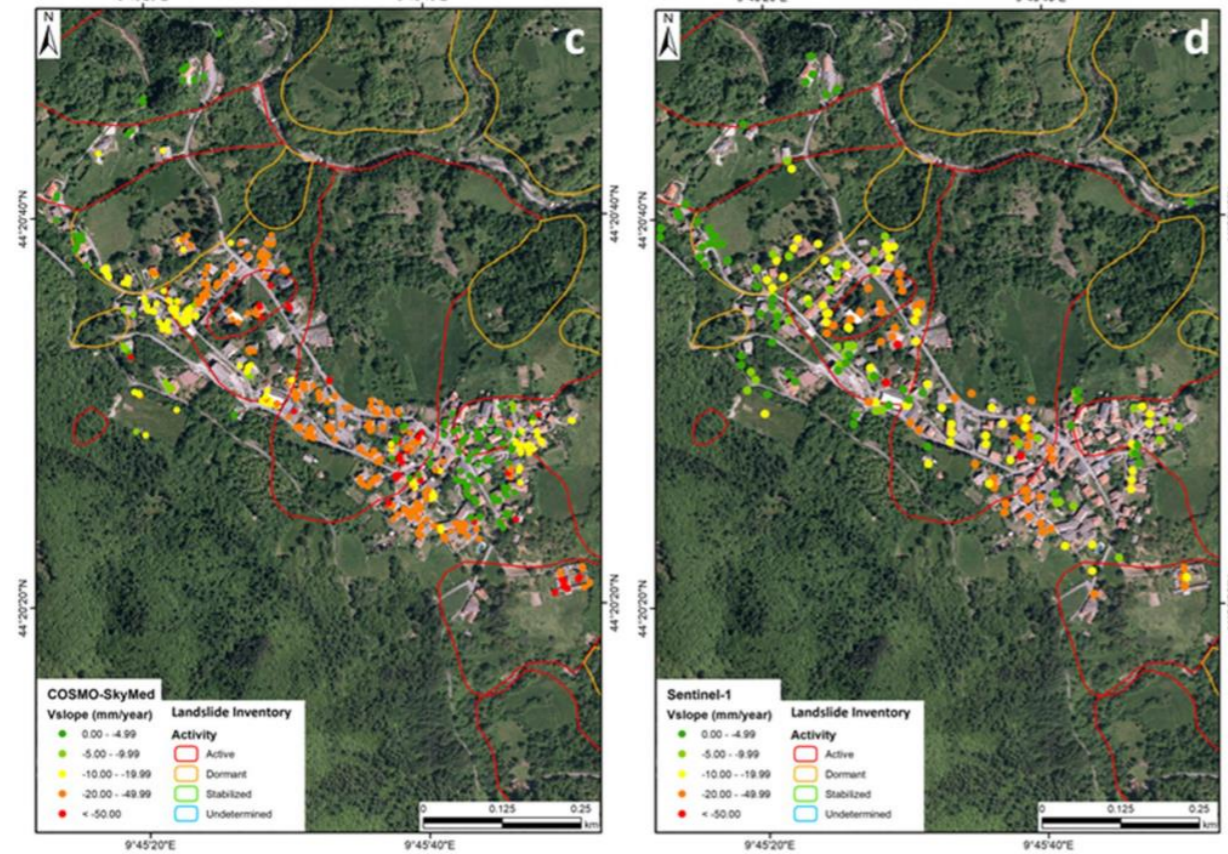 N
c
44°20'40"N
44°20'20"N
COSMO-SkyMed
Vslope (mm/year)
0.00 - -4.99
-5.00 - -9.99
-10.00 - -19.99
-20.00 - -49.99
< -50.00
Landslide Inventory
Activity
Active
Dormant
Stabilized
Undetermined
0 0.125 0.25
km
9°45'20"E 9°45'40"E
N
d
44°20'40"N
44°20'20"N
Sentinel-1
Vslope (mm/year)
0.00 - -4.99
-5.00 - -9.99
-10.00 - -19.99
-20.00 - -49.99
< -50.00
Landslide Inventory
Activity
Active
Dormant
Stabilized
Undetermined
0 0.125 0.25
km
9°45'20"E 9°45'40"E